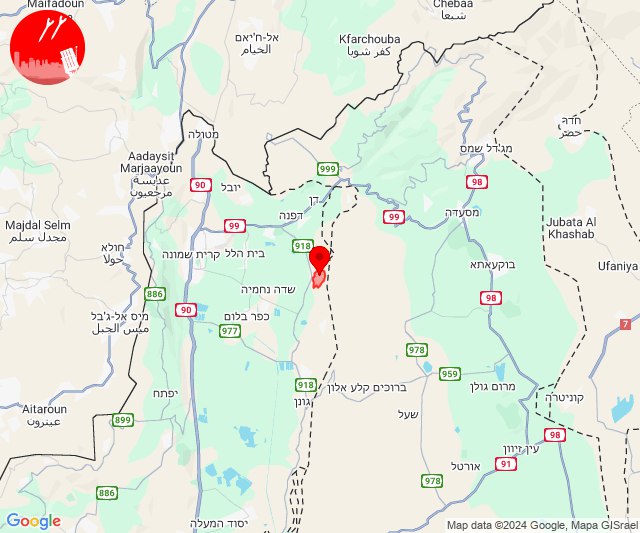 Maifadoun
ميفدون
Chebaa
شبعا
Kfarchouba
كفر شوبا
אל-ח'יאם
الخيام
חדר
حضر
מטולה
מג'דל שמס
Aadaysit
Marjaayoun
عديسة
مرجعيون
999
90
יובל
דן
98
99
דפנה
99
מסעדה
Majdal Selm
مجدل سلم
חולא
حولا
Jubata Al
Khashab
קרית שמונה
בית הלל
918
בוקעאתא
Ufaniya
886
שדה נחמיה
98
מיס אל-ג'בל
ميس الجبل
90
כפר בלום
977
7
978
959
יפתח
918
ברוכים קלע אלון
מרום גולן
קוניטרה
Aitaroun
عيترون
גונן
שעל
899
98
עין זיוון
91
אורטל
886
978
יסוד המעלה
Google
Map data ©2024 Google, Mapa GISrael